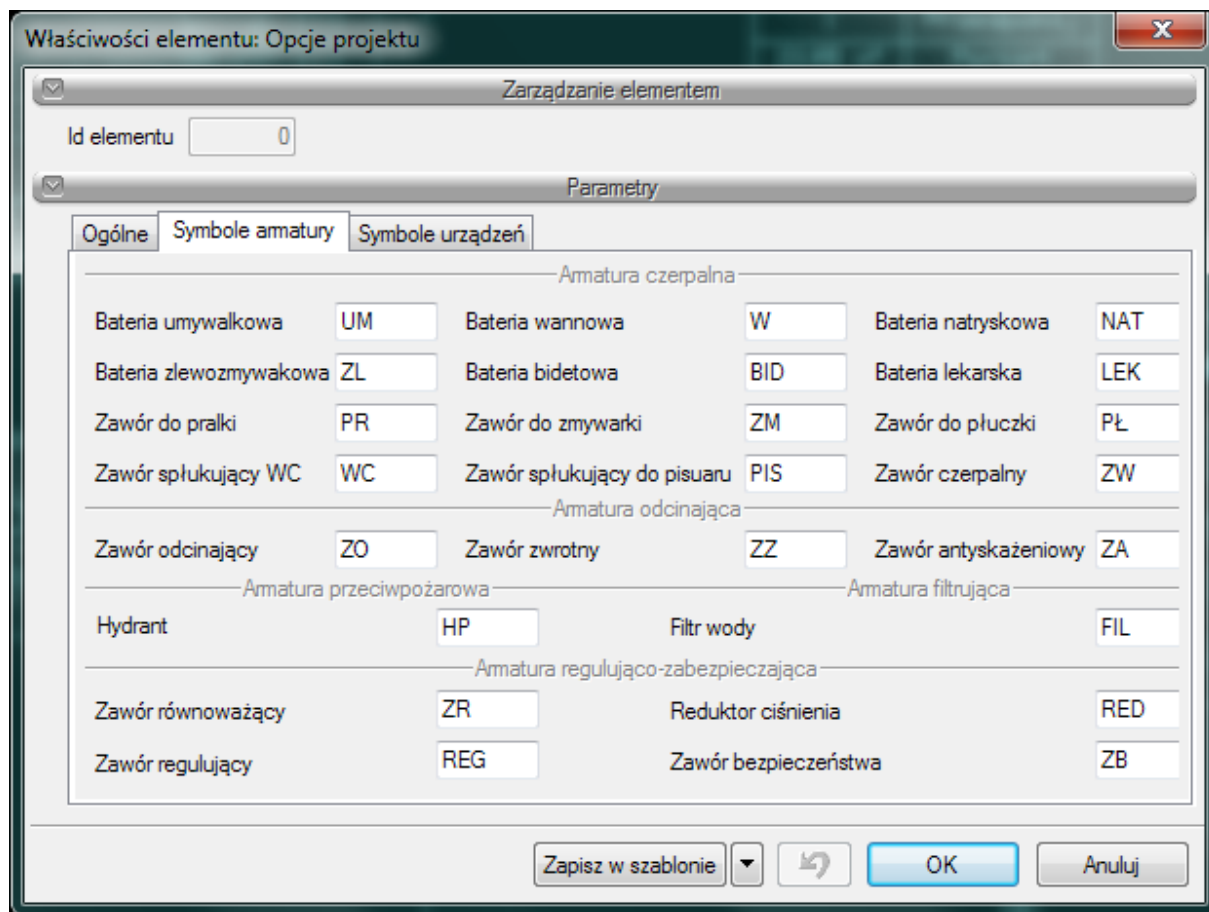 Właściwości elementu: Opcje projektu
Zarządzanie elementem
Id elementu 0
Parametry
Ogólne Symbole armatury Symbole urządzeń
Armatura czerpalna
Bateria umywalkowa UM Bateria wannowa W Bateria natryskowa NAT
Bateria zlewozmywakowa ZL Bateria bidetowa BID Bateria lekarska LEK
Zawór do pralki PR Zawór do zmywarki ZM Zawór do płuczki PŁ
Zawór spłukujący WC WC Zawór spłukujący do pisuaru PIS Zawór czerpalny ZW
Armatura odcinająca
Zawór odcinający ZO Zawór zwrotny ZZ Zawór antyskażeniowy ZA
Armatura przeciwpożarowa Armatura filtrująca
Hydrant HP Filtr wody FIL
Armatura regulująco-zabezpieczająca
Zawór równoważący ZR Reduktor ciśnienia RED
Zawór regulujący REG Zawór bezpieczeństwa ZB
Zapisz w szablonie OK Anuluj